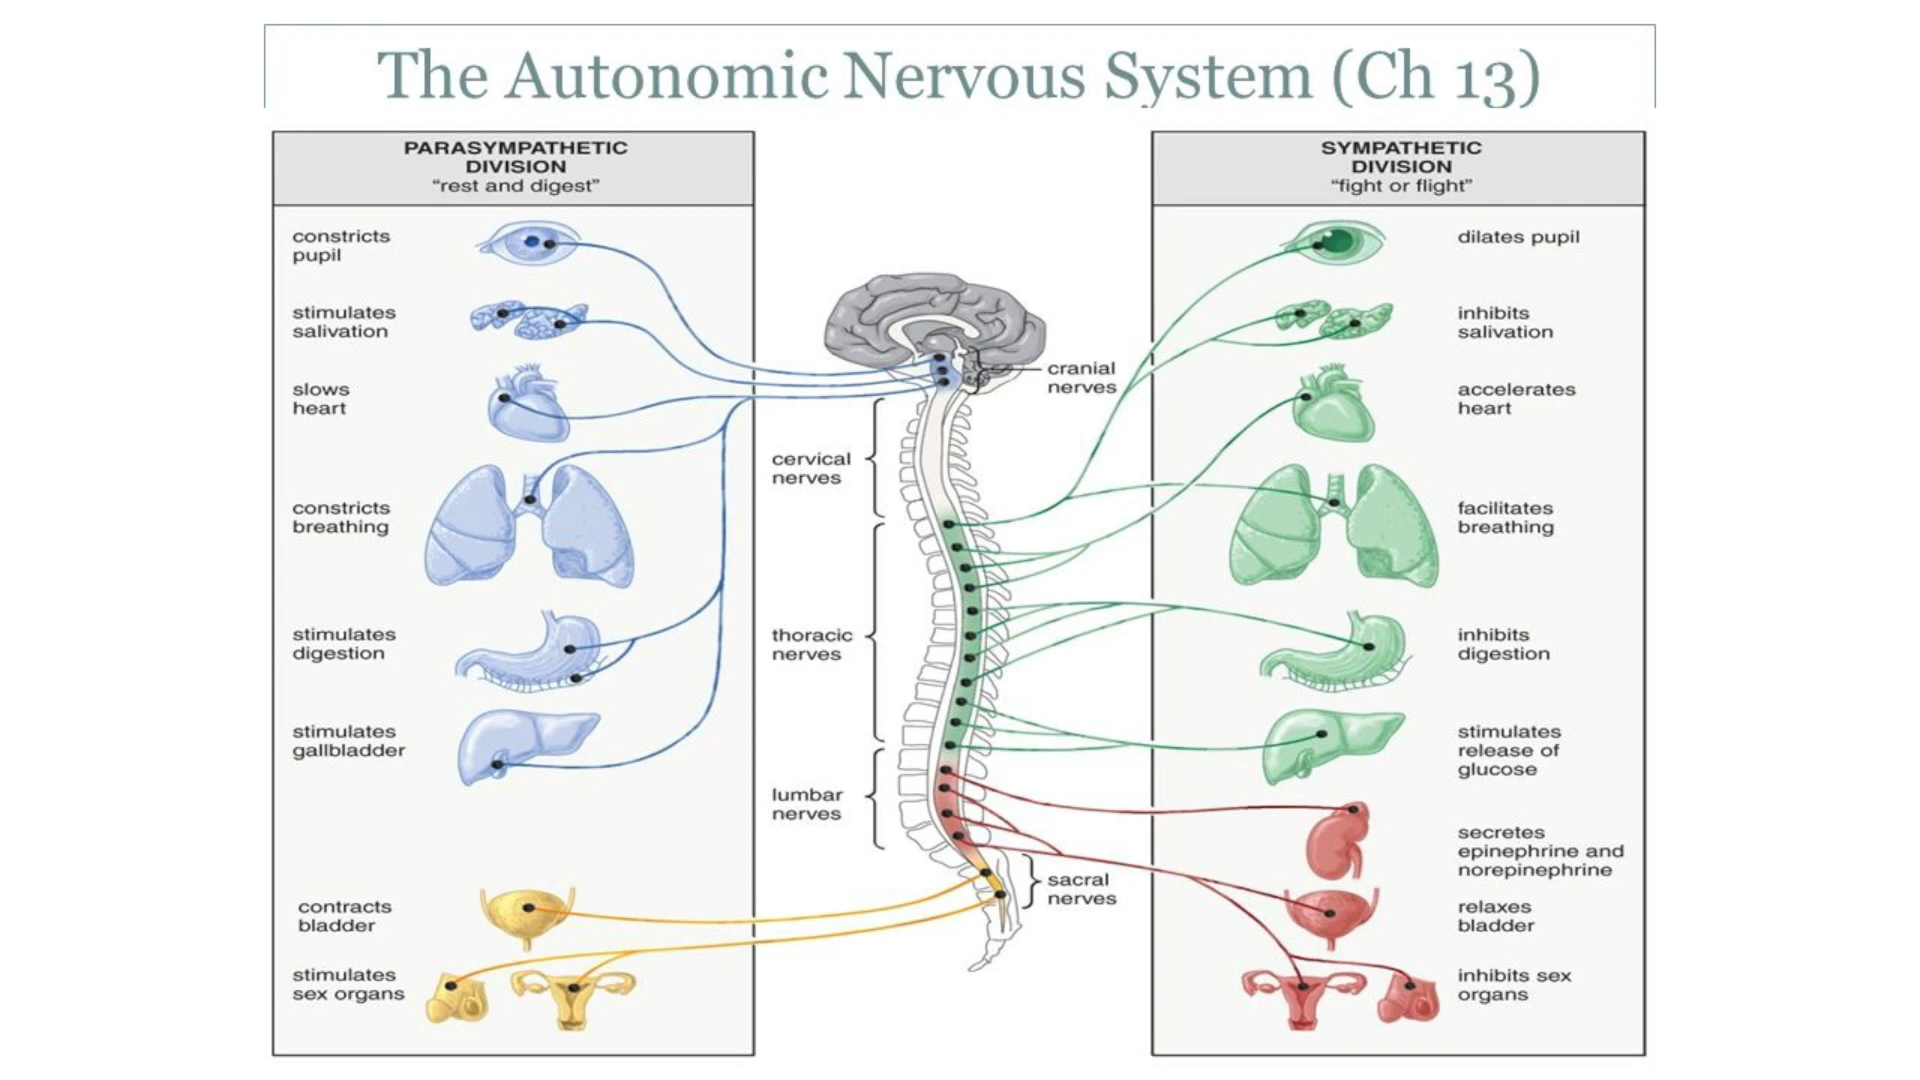 The Autonomic Nervous System (Ch 13)
PARASYMPATHETIC
DIVISION
“rest and digest”
constricts
pupil
stimulates
salivation
slows
heart
constricts
breathing
stimulates
digestion
stimulates
gallbladder
contracts
bladder
stimulates
sex organs
cranial
nerves
cervical
nerves
thoracic
nerves
lumbar
nerves
sacral
nerves
SYMPATHETIC
DIVISION
“fight or flight”
dilates pupil
inhibits
salivation
accelerates
heart
facilitates
breathing
inhibits
digestion
stimulates
release of
glucose
secretes
epinephrine and
norepinephrine
relaxes
bladder
inhibits sex
organs